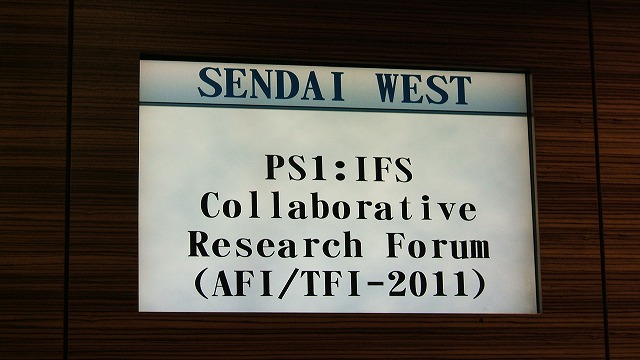 SENDAI WEST
PS1:IFS
Collaborative
Research Forum
(AFI/TFI-2011)